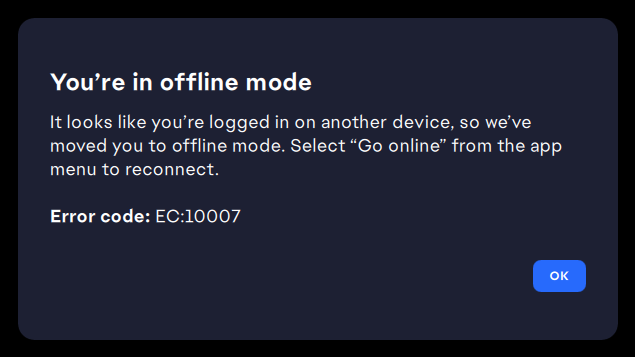 You’re in offline mode
It looks like you’re logged in on another device, so we’ve
moved you to offline mode. Select “Go online” from the app
menu to reconnect.
Error code: EC:10007
OK